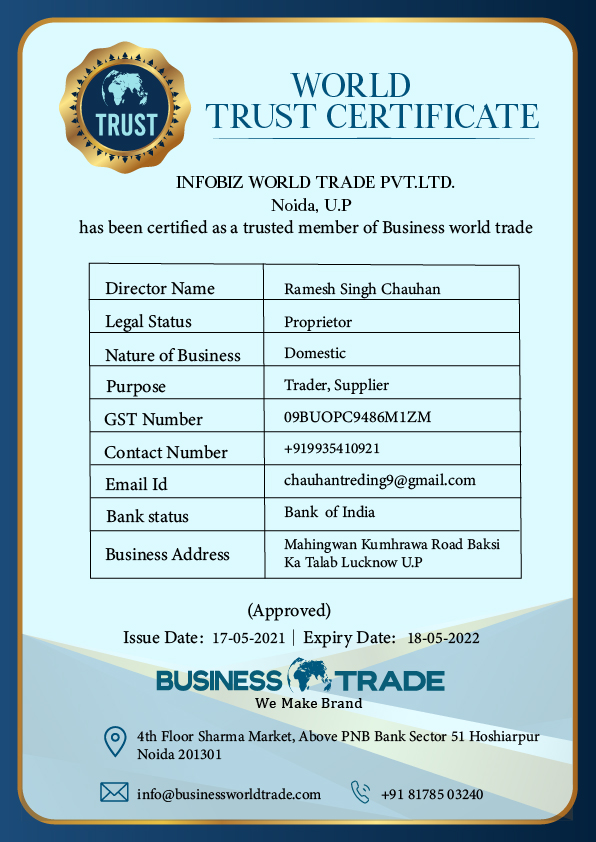 TRUST
WORLD
TRUST CERTIFICATE
INFOBIZ WORLD TRADE PVT.LTD.
Noida, U.P
has been certified as a trusted member of Business world trade
Director Name Ramesh Singh Chauhan
Legal Status Proprietor
Nature of Business Domestic
Purpose Trader, Supplier
GST Number 09BUOPC9486M1ZM
Contact Number +919935410921
Email Id chauhantreding9@gmail.com
Bank status Bank of India
Business Address Mahingwan Kumhrawa Road Baksi
Ka Talab Lucknow U.P
(Approved)
Issue Date: 17-05-2021 | Expiry Date: 18-05-2022
BUSINESS TRADE
We Make Brand
4th Floor Sharma Market, Above PNB Bank Sector 51 Hoshiarpur
Noida 201301
info@businessworldtrade.com +91 81785 03240